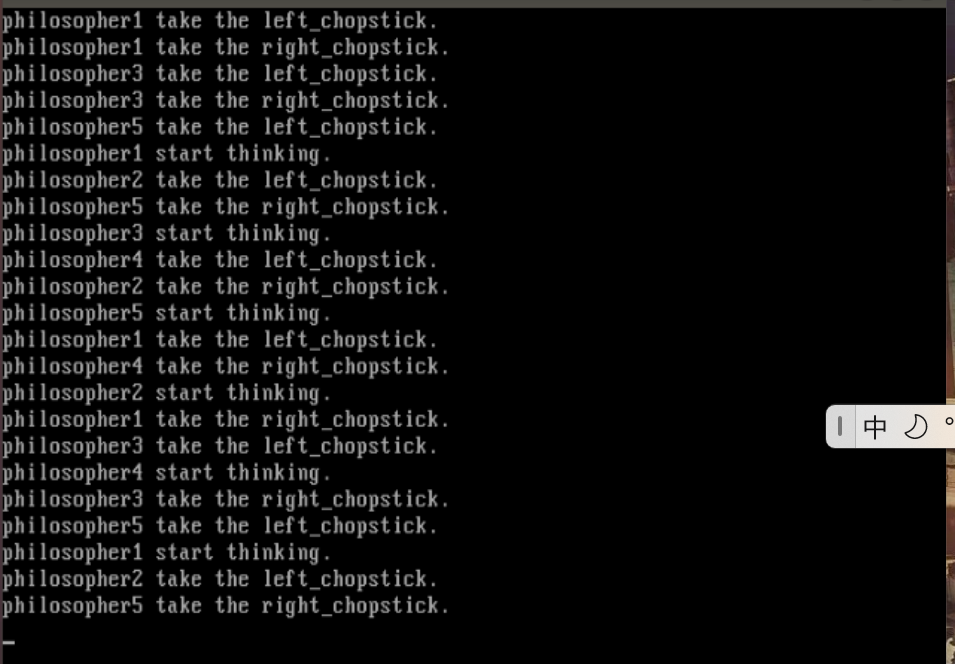 philosopher1 take the left_chopstick.
philosopher1 take the right_chopstick.
philosopher3 take the left_chopstick.
philosopher3 take the right_chopstick.
philosopher5 take the left_chopstick.
philosopher1 start thinking.
philosopher2 take the left_chopstick.
philosopher5 take the right_chopstick.
philosopher3 start thinking.
philosopher4 take the left_chopstick.
philosopher2 take the right_chopstick.
philosopher5 start thinking.
philosopher1 take the left_chopstick.
philosopher4 take the right_chopstick.
philosopher2 start thinking.
philosopher1 take the right_chopstick.
philosopher3 take the left_chopstick.
philosopher4 start thinking.
philosopher3 take the right_chopstick.
philosopher5 take the left_chopstick.
philosopher1 start thinking.
philosopher2 take the left_chopstick.
philosopher5 take the right_chopstick.
中